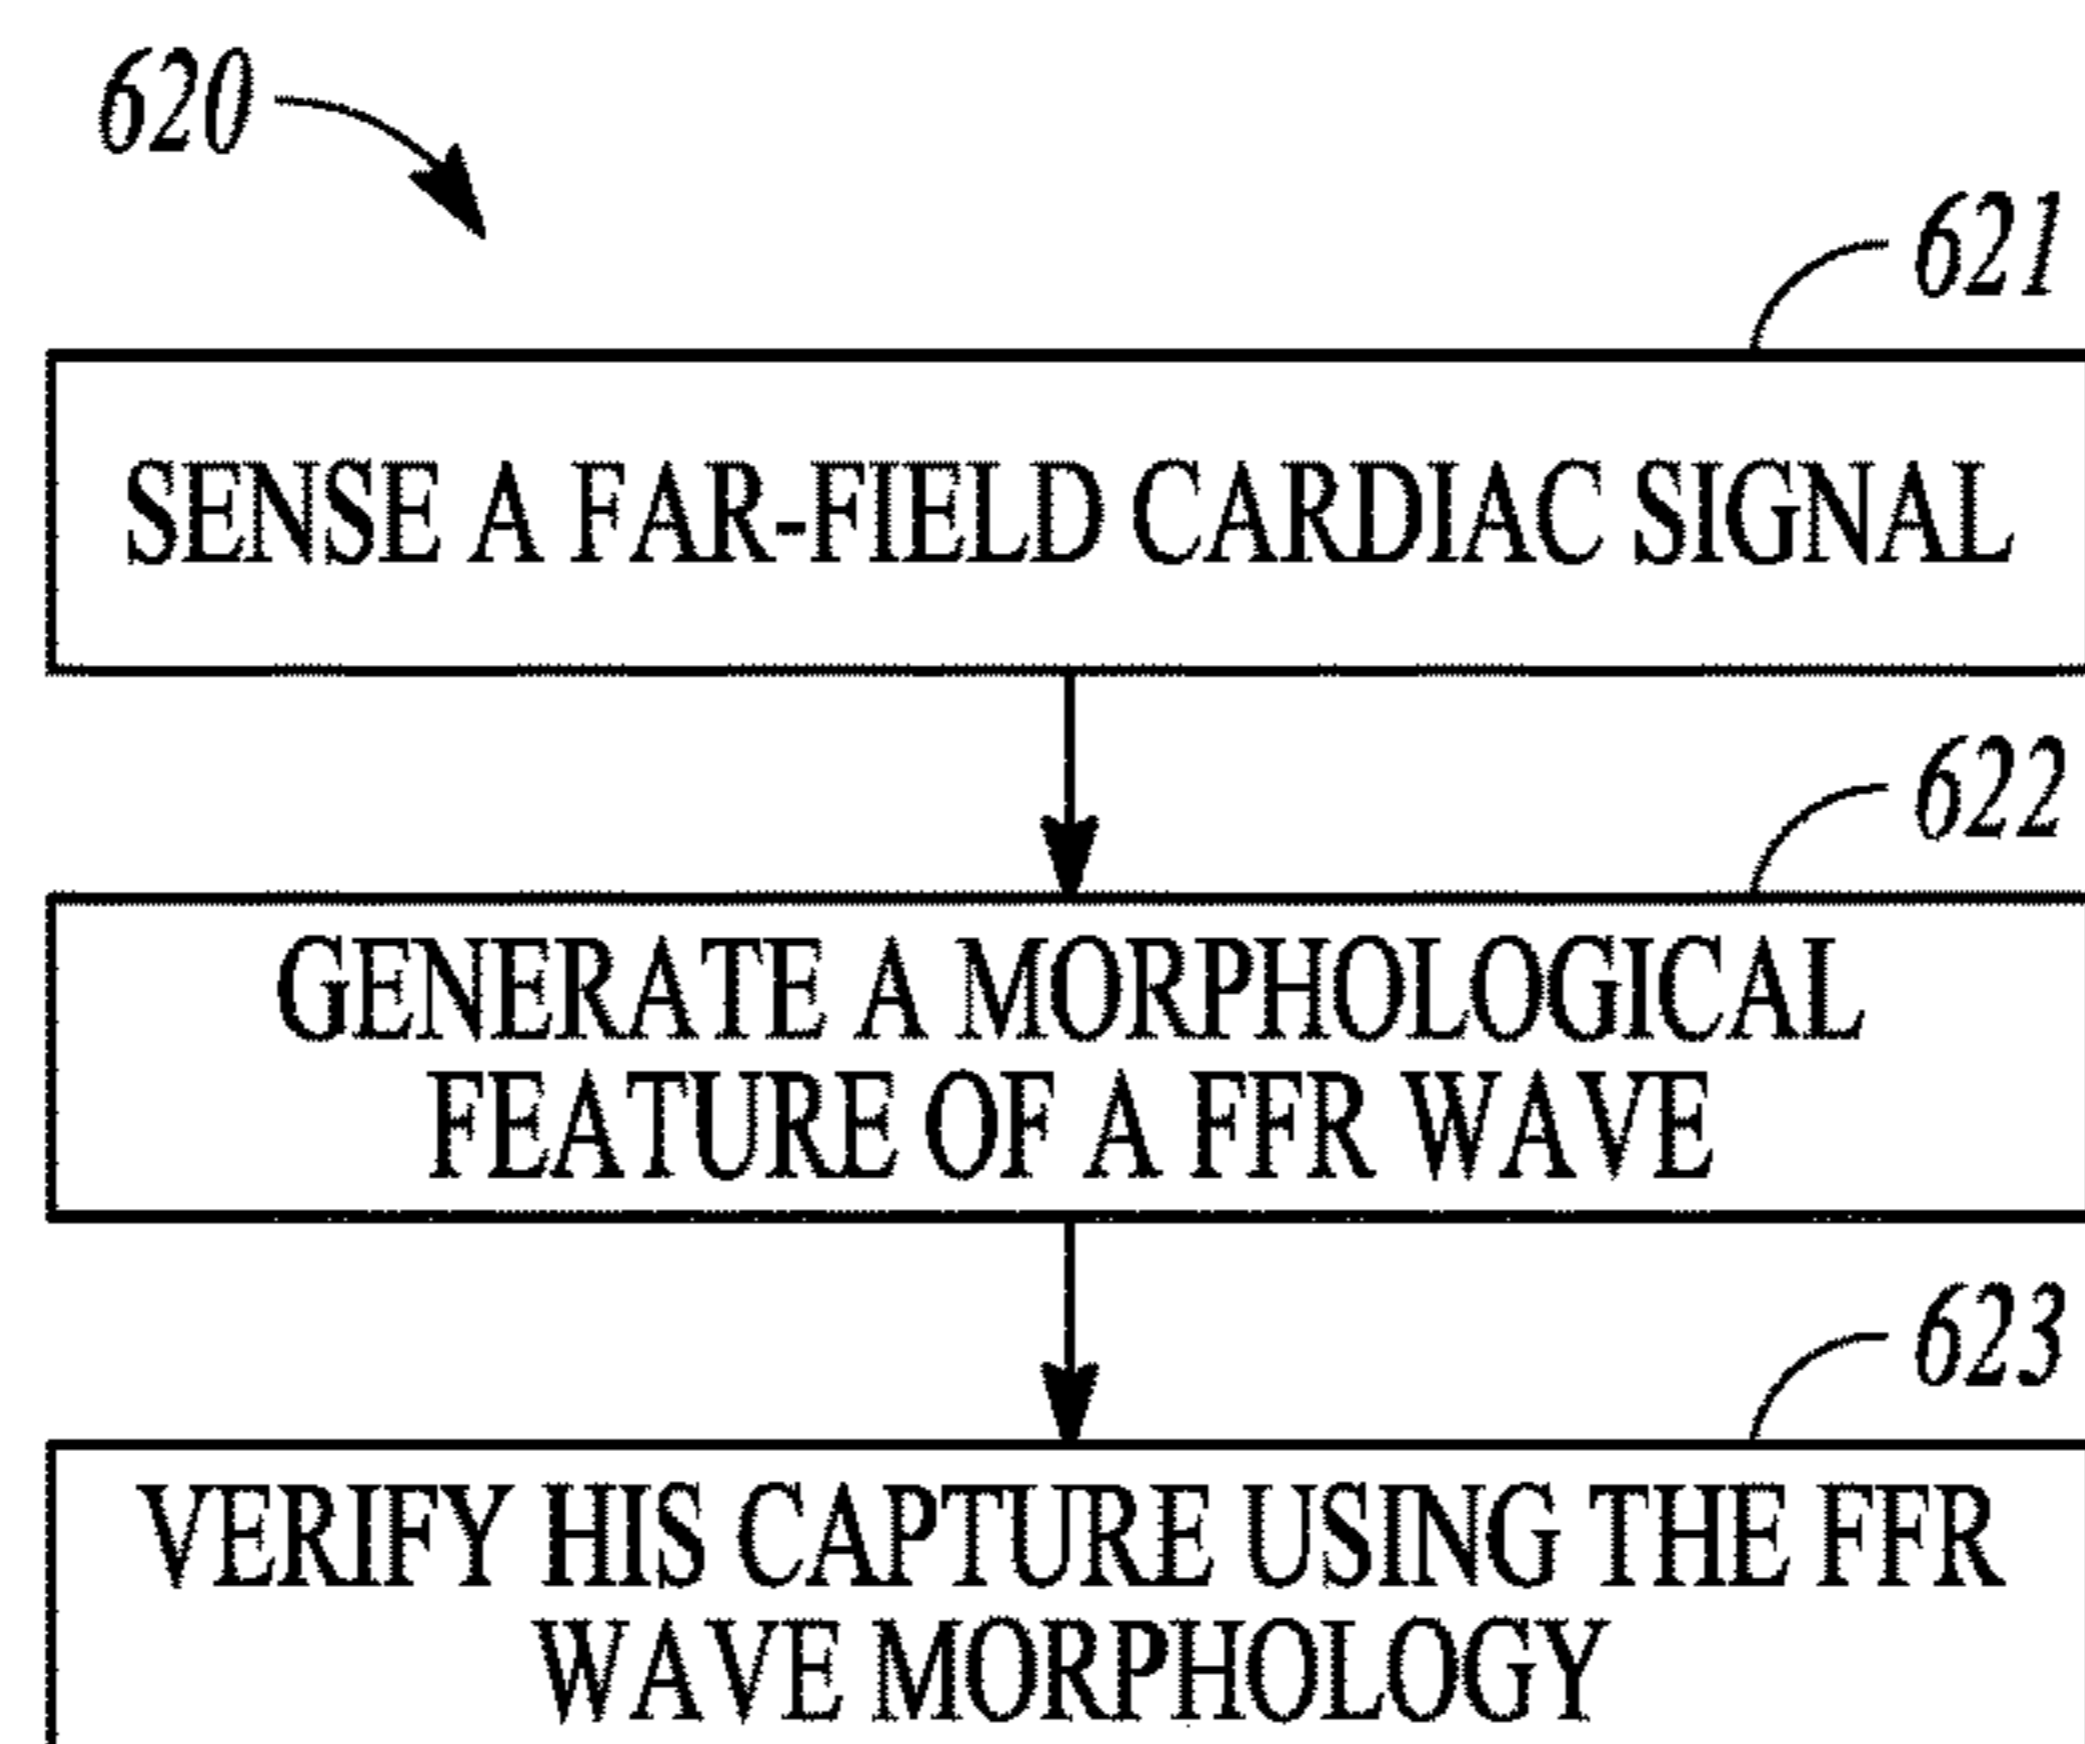 620
621
SENSE A FAR-FIELD CARDIAC SIGNAL
622
GENERATE A MORPHOLOGICAL
FEATURE OF A FFR WAVE
623
VERIFY HIS CAPTURE USING THE FFR
WAVE MORPHOLOGY